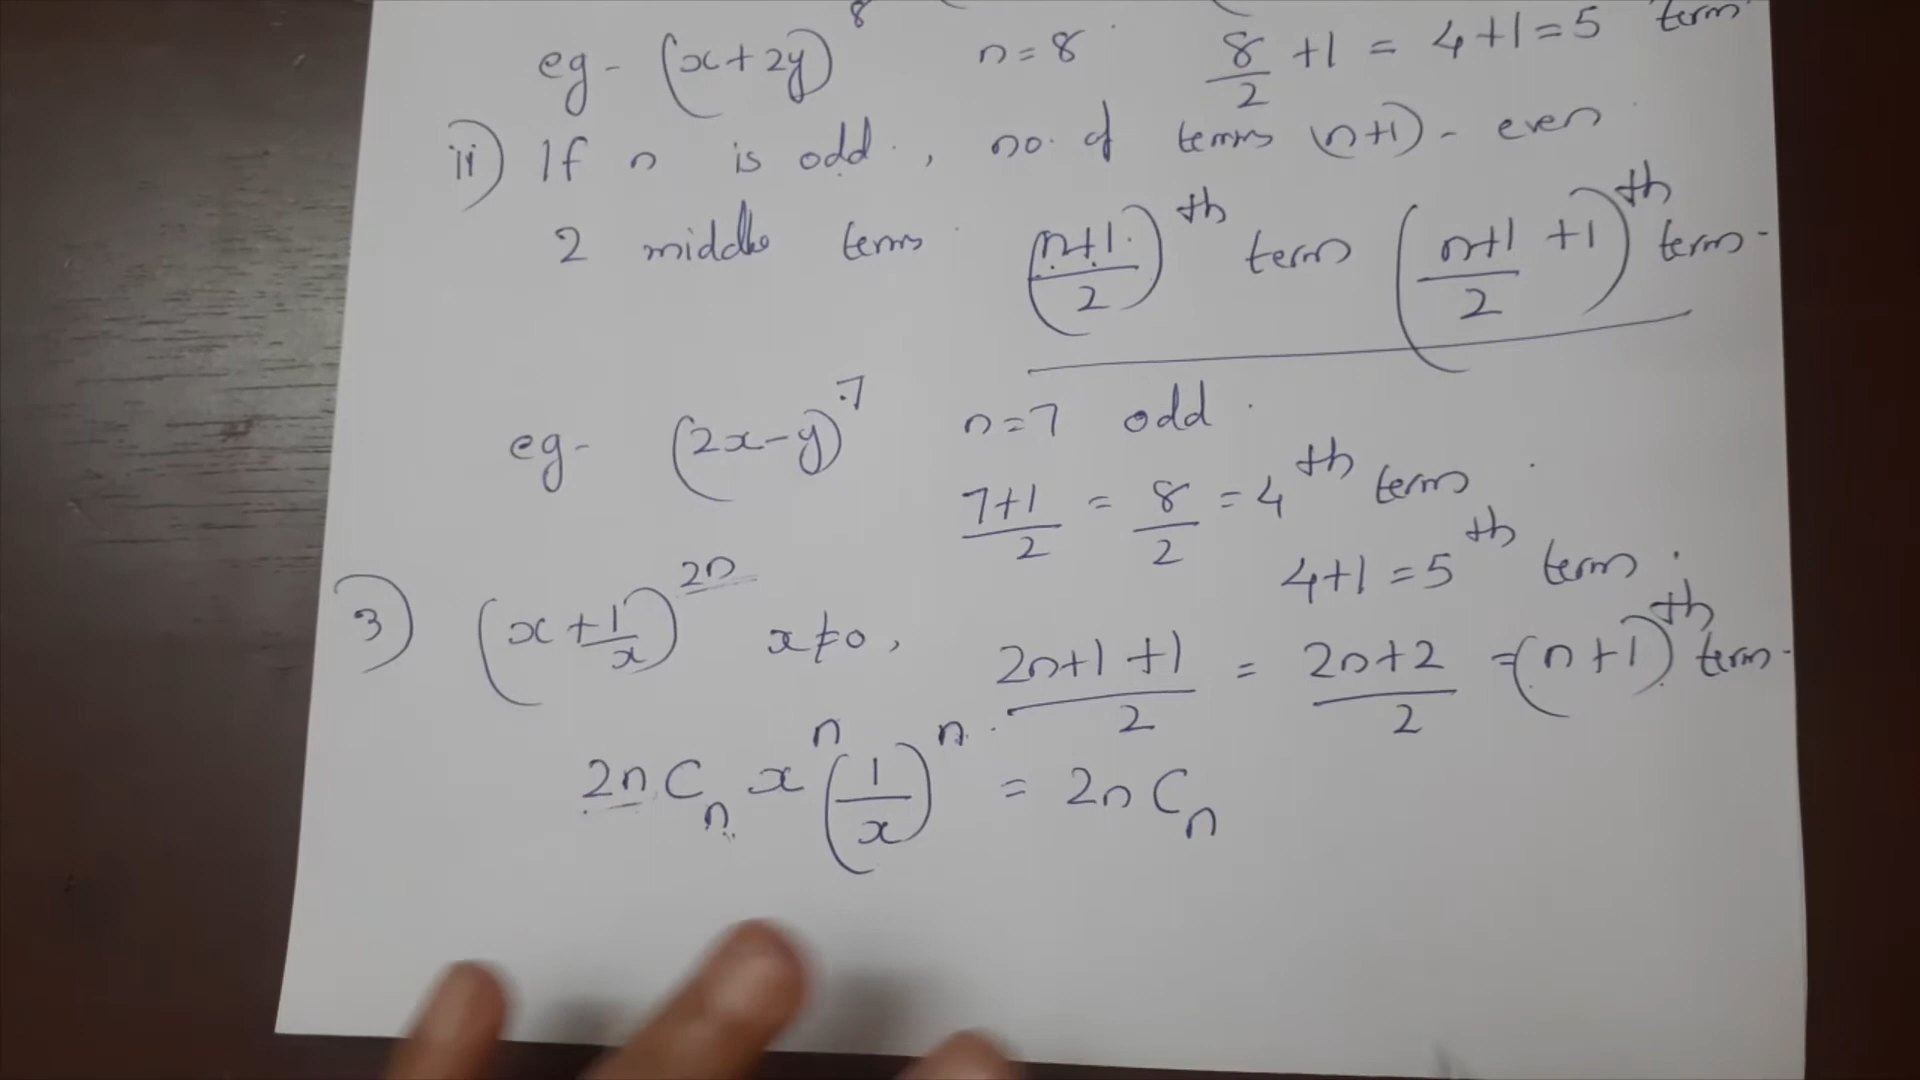 eg- (x+2y)^8 n=8 8/2 +1 = 4+1=5 term
ii) If n is odd, no. of terms (n+1) - even
2 middle terms (n+1/2)^th term (n+1/2 +1)^th term
eg- (2x-y)^7 n=7 odd
7+1/2 = 8/2 = 4^th term
4+1=5^th term
3) (x+1/x)^2n x≠0, 2n+1+1/2 = 2n+2/2 =(n+1)^th term
2nC_n x^n (1/x)^n = 2nC_n